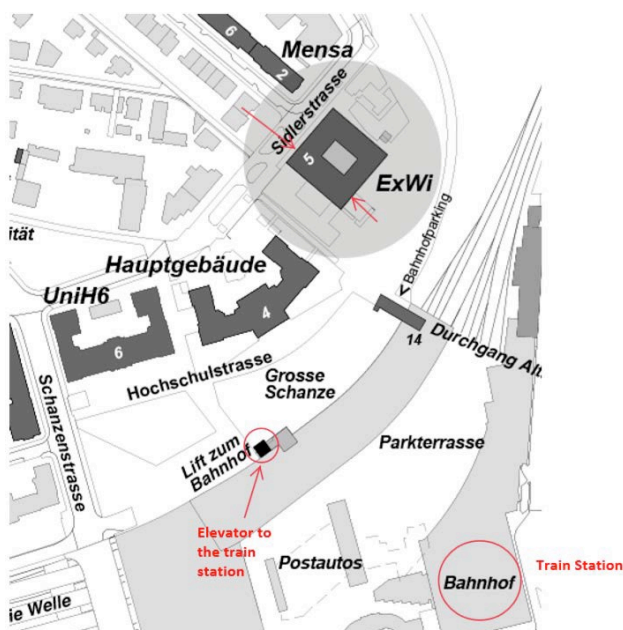 6
Mensa
2
Sidlerstrasse
5
ExWi
ität
Hauptgebäude
< Bahnhofparking
UniH6
4
6
14
Durchgang Alt.
Hochschulstrasse
Grosse
Schanze
Schanzenstrasse
Lift zum
Bahnhof
Parkterrasse
Elevator to
the train
station
Postautos
Bahnhof
Train Station
ie Welle